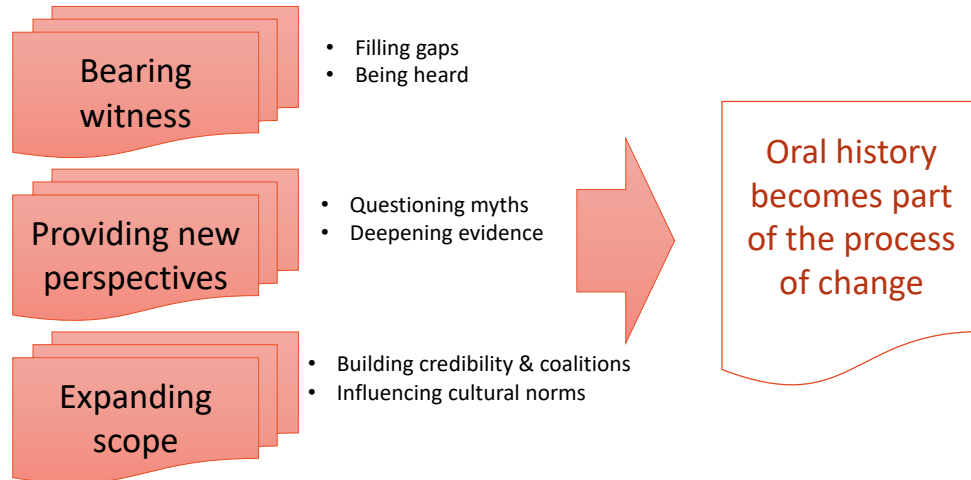 Bearing
witness
• Filling gaps
• Being heard
Providing new
perspectives
• Questioning myths
• Deepening evidence
Expanding
scope
• Building credibility & coalitions
• Influencing cultural norms
Oral history
becomes part
of the process
of change